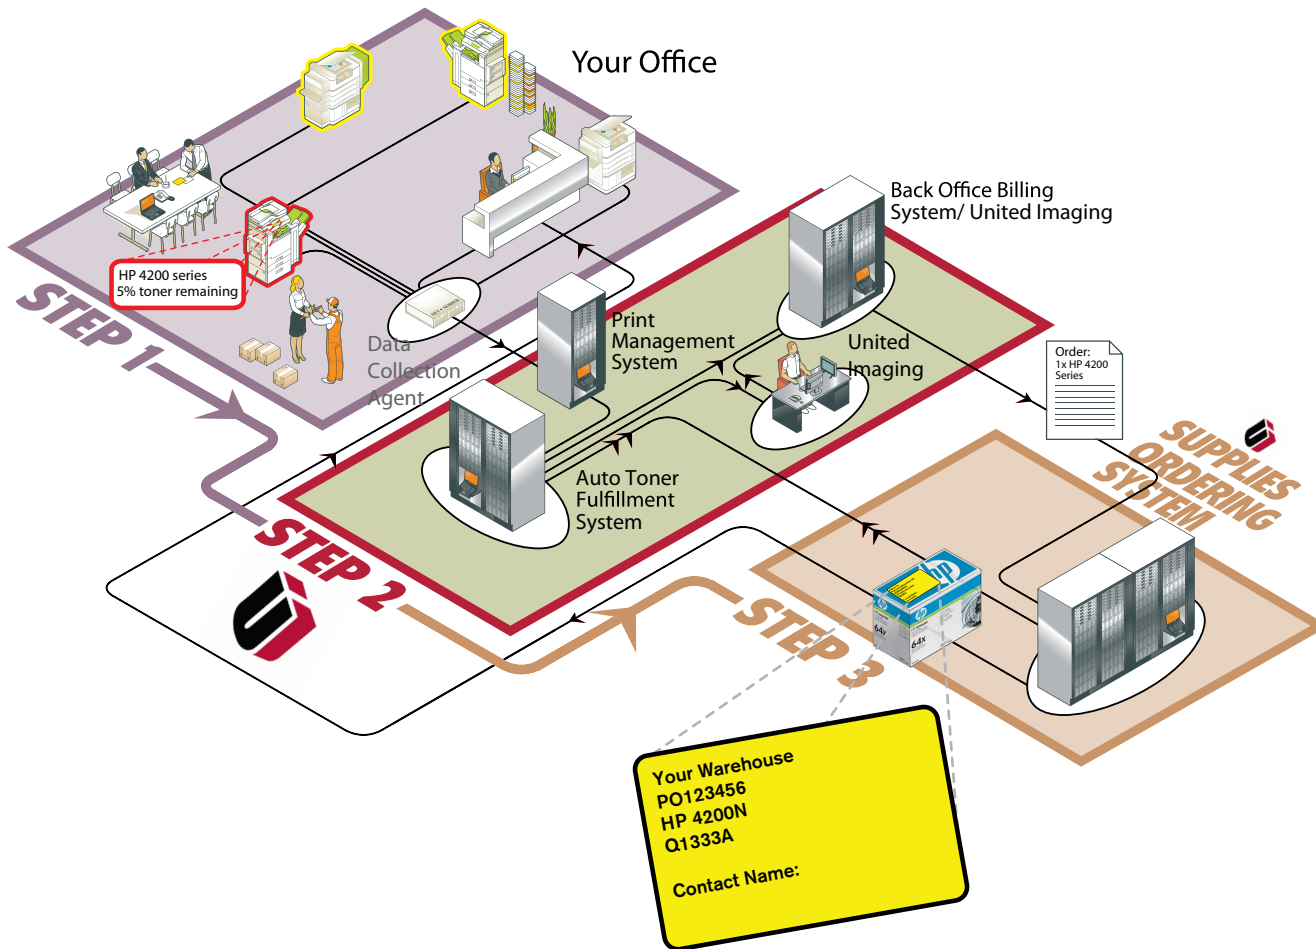 Your Office
HP 4200 series
5% toner remaining
STEP 1
Data
Collection
Agent
Print
Management
System
Back Office Billing
System/ United Imaging
United
Imaging
Auto Toner
Fulfillment
System
STEP 2
Order:
1x HP 4200
Series
SUPPLIES
ORDERING
SYSTEM
STEP 3
hp
64x
Your Warehouse
PO123456
HP 4200N
Q1333A
Contact Name: